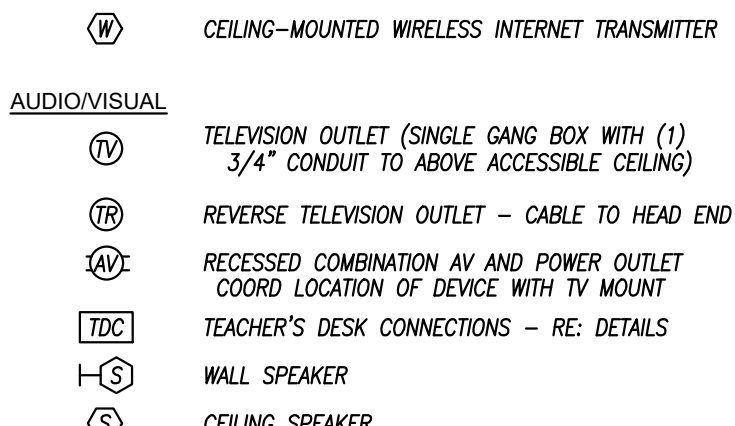 W CEILING-MOUNTED WIRELESS INTERNET TRANSMITTER
AUDIO/VISUAL
TV TELEVISION OUTLET (SINGLE GANG BOX WITH (1)
3/4" CONDUIT TO ABOVE ACCESSIBLE CEILING)
TR REVERSE TELEVISION OUTLET - CABLE TO HEAD END
AV RECESSED COMBINATION AV AND POWER OUTLET
COORD LOCATION OF DEVICE WITH TV MOUNT
TDC TEACHER'S DESK CONNECTIONS - RE: DETAILS
S WALL SPEAKER
S CEILING SPEAKER